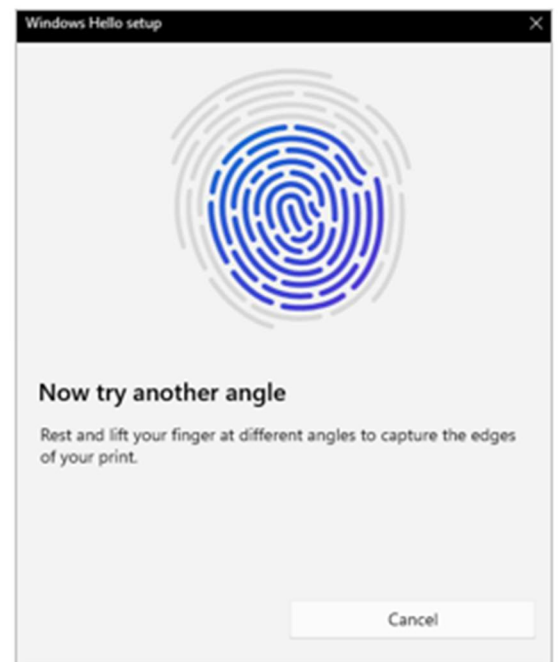 Windows Hello setup
Now try another angle
Rest and lift your finger at different angles to capture the edges
of your print.
Cancel